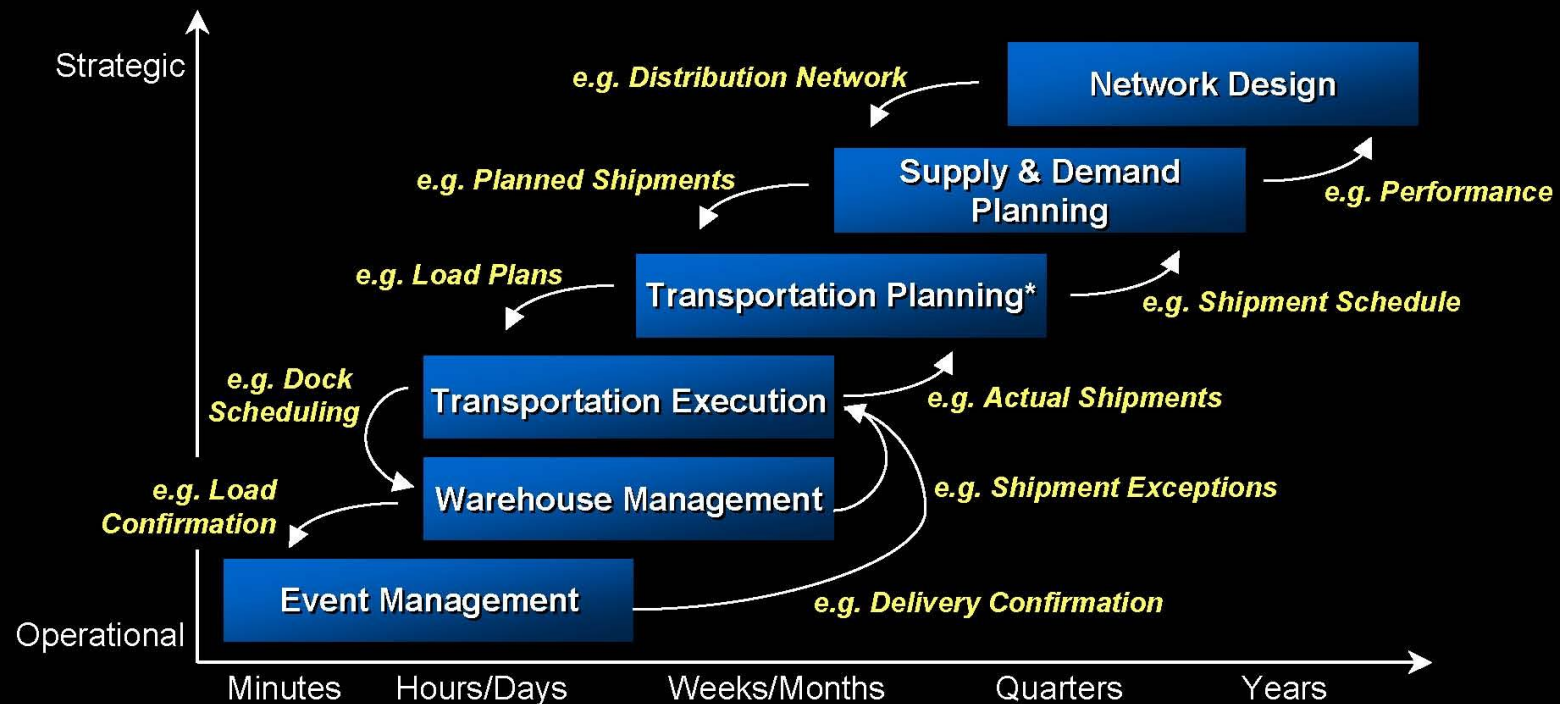 Strategic
e.g. Distribution Network
Network Design
e.g. Planned Shipments
Supply & Demand
Planning
e.g. Performance
e.g. Load Plans
Transportation Planning*
e.g. Shipment Schedule
e.g. Dock
Scheduling
Transportation Execution
e.g. Actual Shipments
e.g. Load
Confirmation
Warehouse Management
e.g. Shipment Exceptions
Event Management
e.g. Delivery Confirmation
Operational
Minutes
Hours/Days
Weeks/Months
Quarters
Years